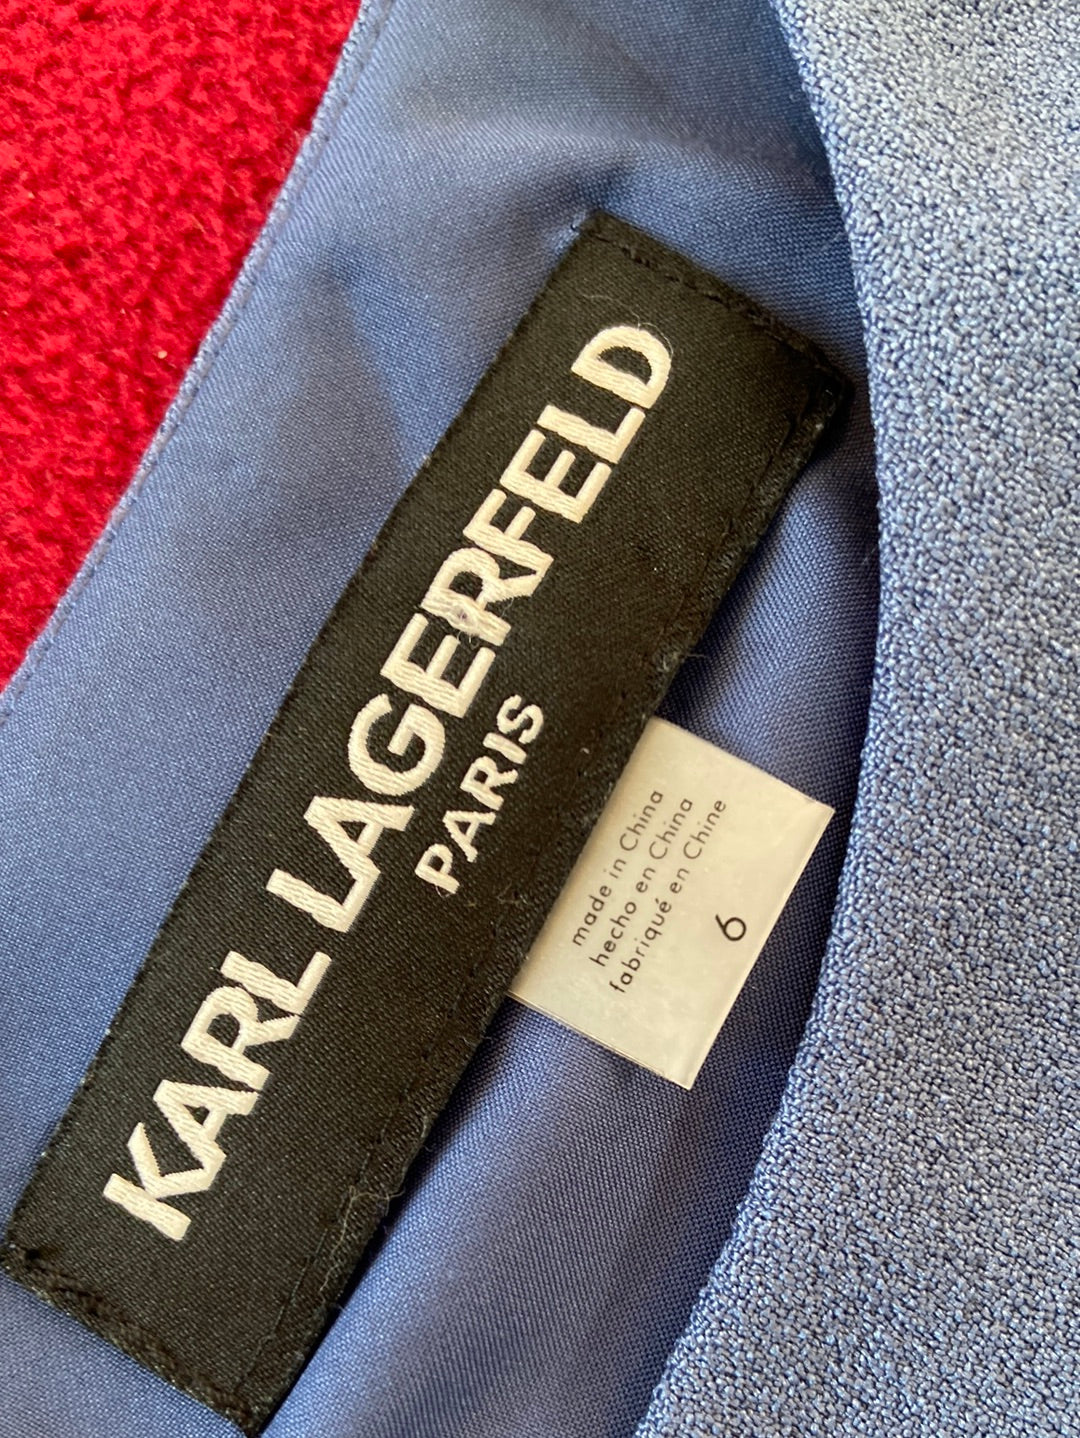 KARL LAGERFELD
PARIS
made in China
hecho en China
fabriqué en Chine
6